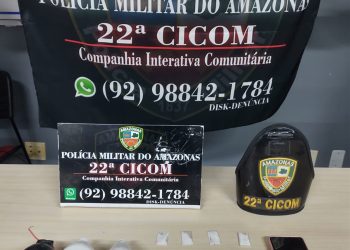 POLÍCIA MILITAR DO AMAZONAS
22ª CICOM
Companhia Interativa Comunitária
(92) 98842-1784
DISK-DENÚNCIA
AMAZONAS
POLÍCIA MILITAR DO AMAZONAS
22ª CICOM
Companhia Interativa Comunitária
(92) 98842-1784
DISK-DENÚNCIA
AMAZONAS
22ª CICOM